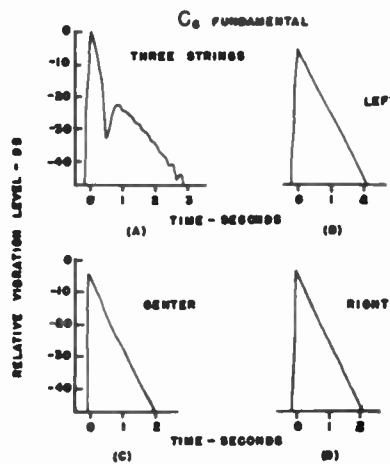 C6 FUNDAMENTAL
THREE STRINGS
LEFT
-0
-10
-20
-30
-40
0 1 2 3
0 1 2
TIME - SECONDS
(A)
(B)
RELATIVE VIBRATION LEVEL - DB
-0
-10
-20
-30
-40
CENTER
RIGHT
0 1 2
0 1 2
TIME - SECONDS
(C)
(D)